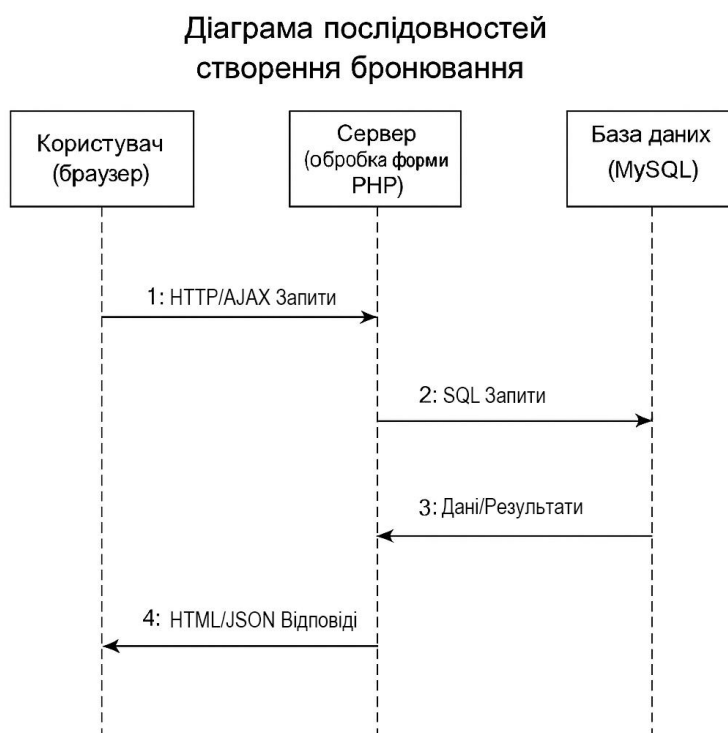 Діаграма послідовностей
створення бронювання
Користувач
(браузер)
Сервер
(обробка форми
PHP)
База даних
(MySQL)
1: HTTP/AJAX Запити
2: SQL Запити
3: Дані/Результати
4: HTML/JSON Відповіді